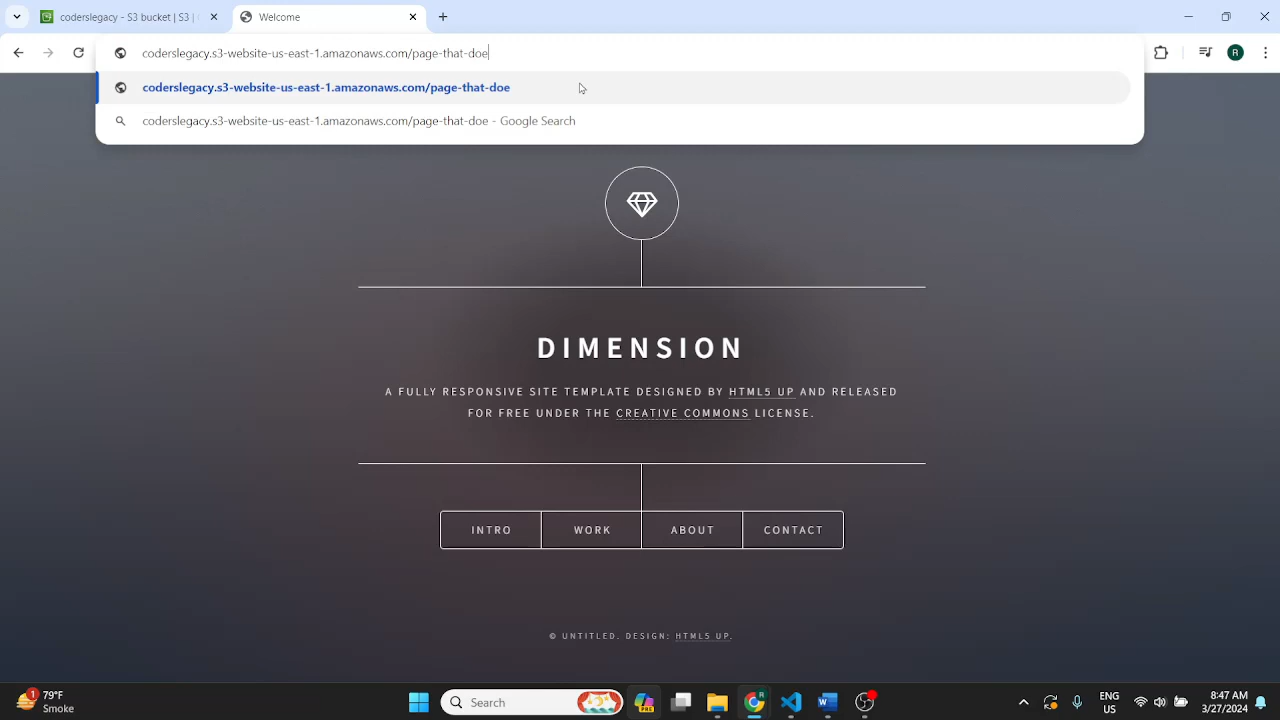 coderslegacy - S3 bucket | S3 |
Welcome
coderslegacy.s3-website-us-east-1.amazonaws.com/page-that-doe
R
coderslegacy.s3-website-us-east-1.amazonaws.com/page-that-doe
coderslegacy.s3-website-us-east-1.amazonaws.com/page-that-doe - Google Search
DIMENSION
A FULLY RESPONSIVE SITE TEMPLATE DESIGNED BY HTML5 UP AND RELEASED
FOR FREE UNDER THE CREATIVE COMMONS LICENSE.
INTRO WORK ABOUT CONTACT
© UNTITLED. DESIGN: HTML5 UP.
1
79°F
Smoke
Search
PRE
R
ENG
US
8:47 AM
3/27/2024